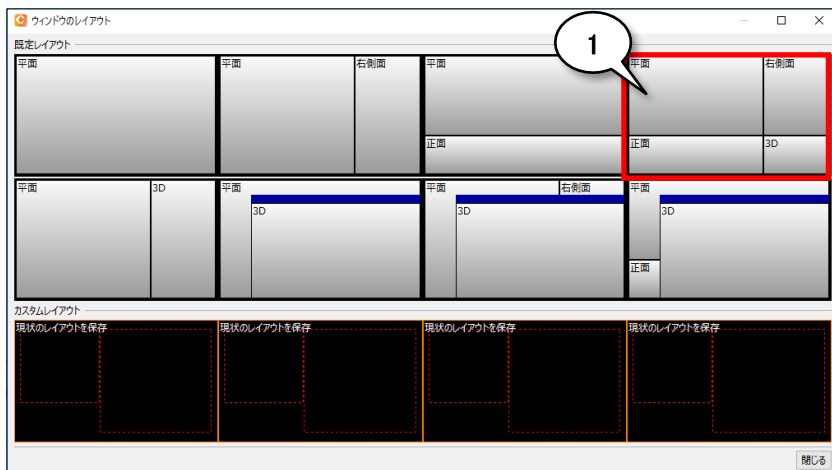 ウィンドウのレイアウト
既定レイアウト
1
平面
平面 右側面
平面
正面
平面 右側面
正面 3D
平面 3D
平面
3D
平面 右側面
3D
平面
3D
正面
カスタムレイアウト
現状のレイアウトを保存 現状のレイアウトを保存 現状のレイアウトを保存 現状のレイアウトを保存
閉じる